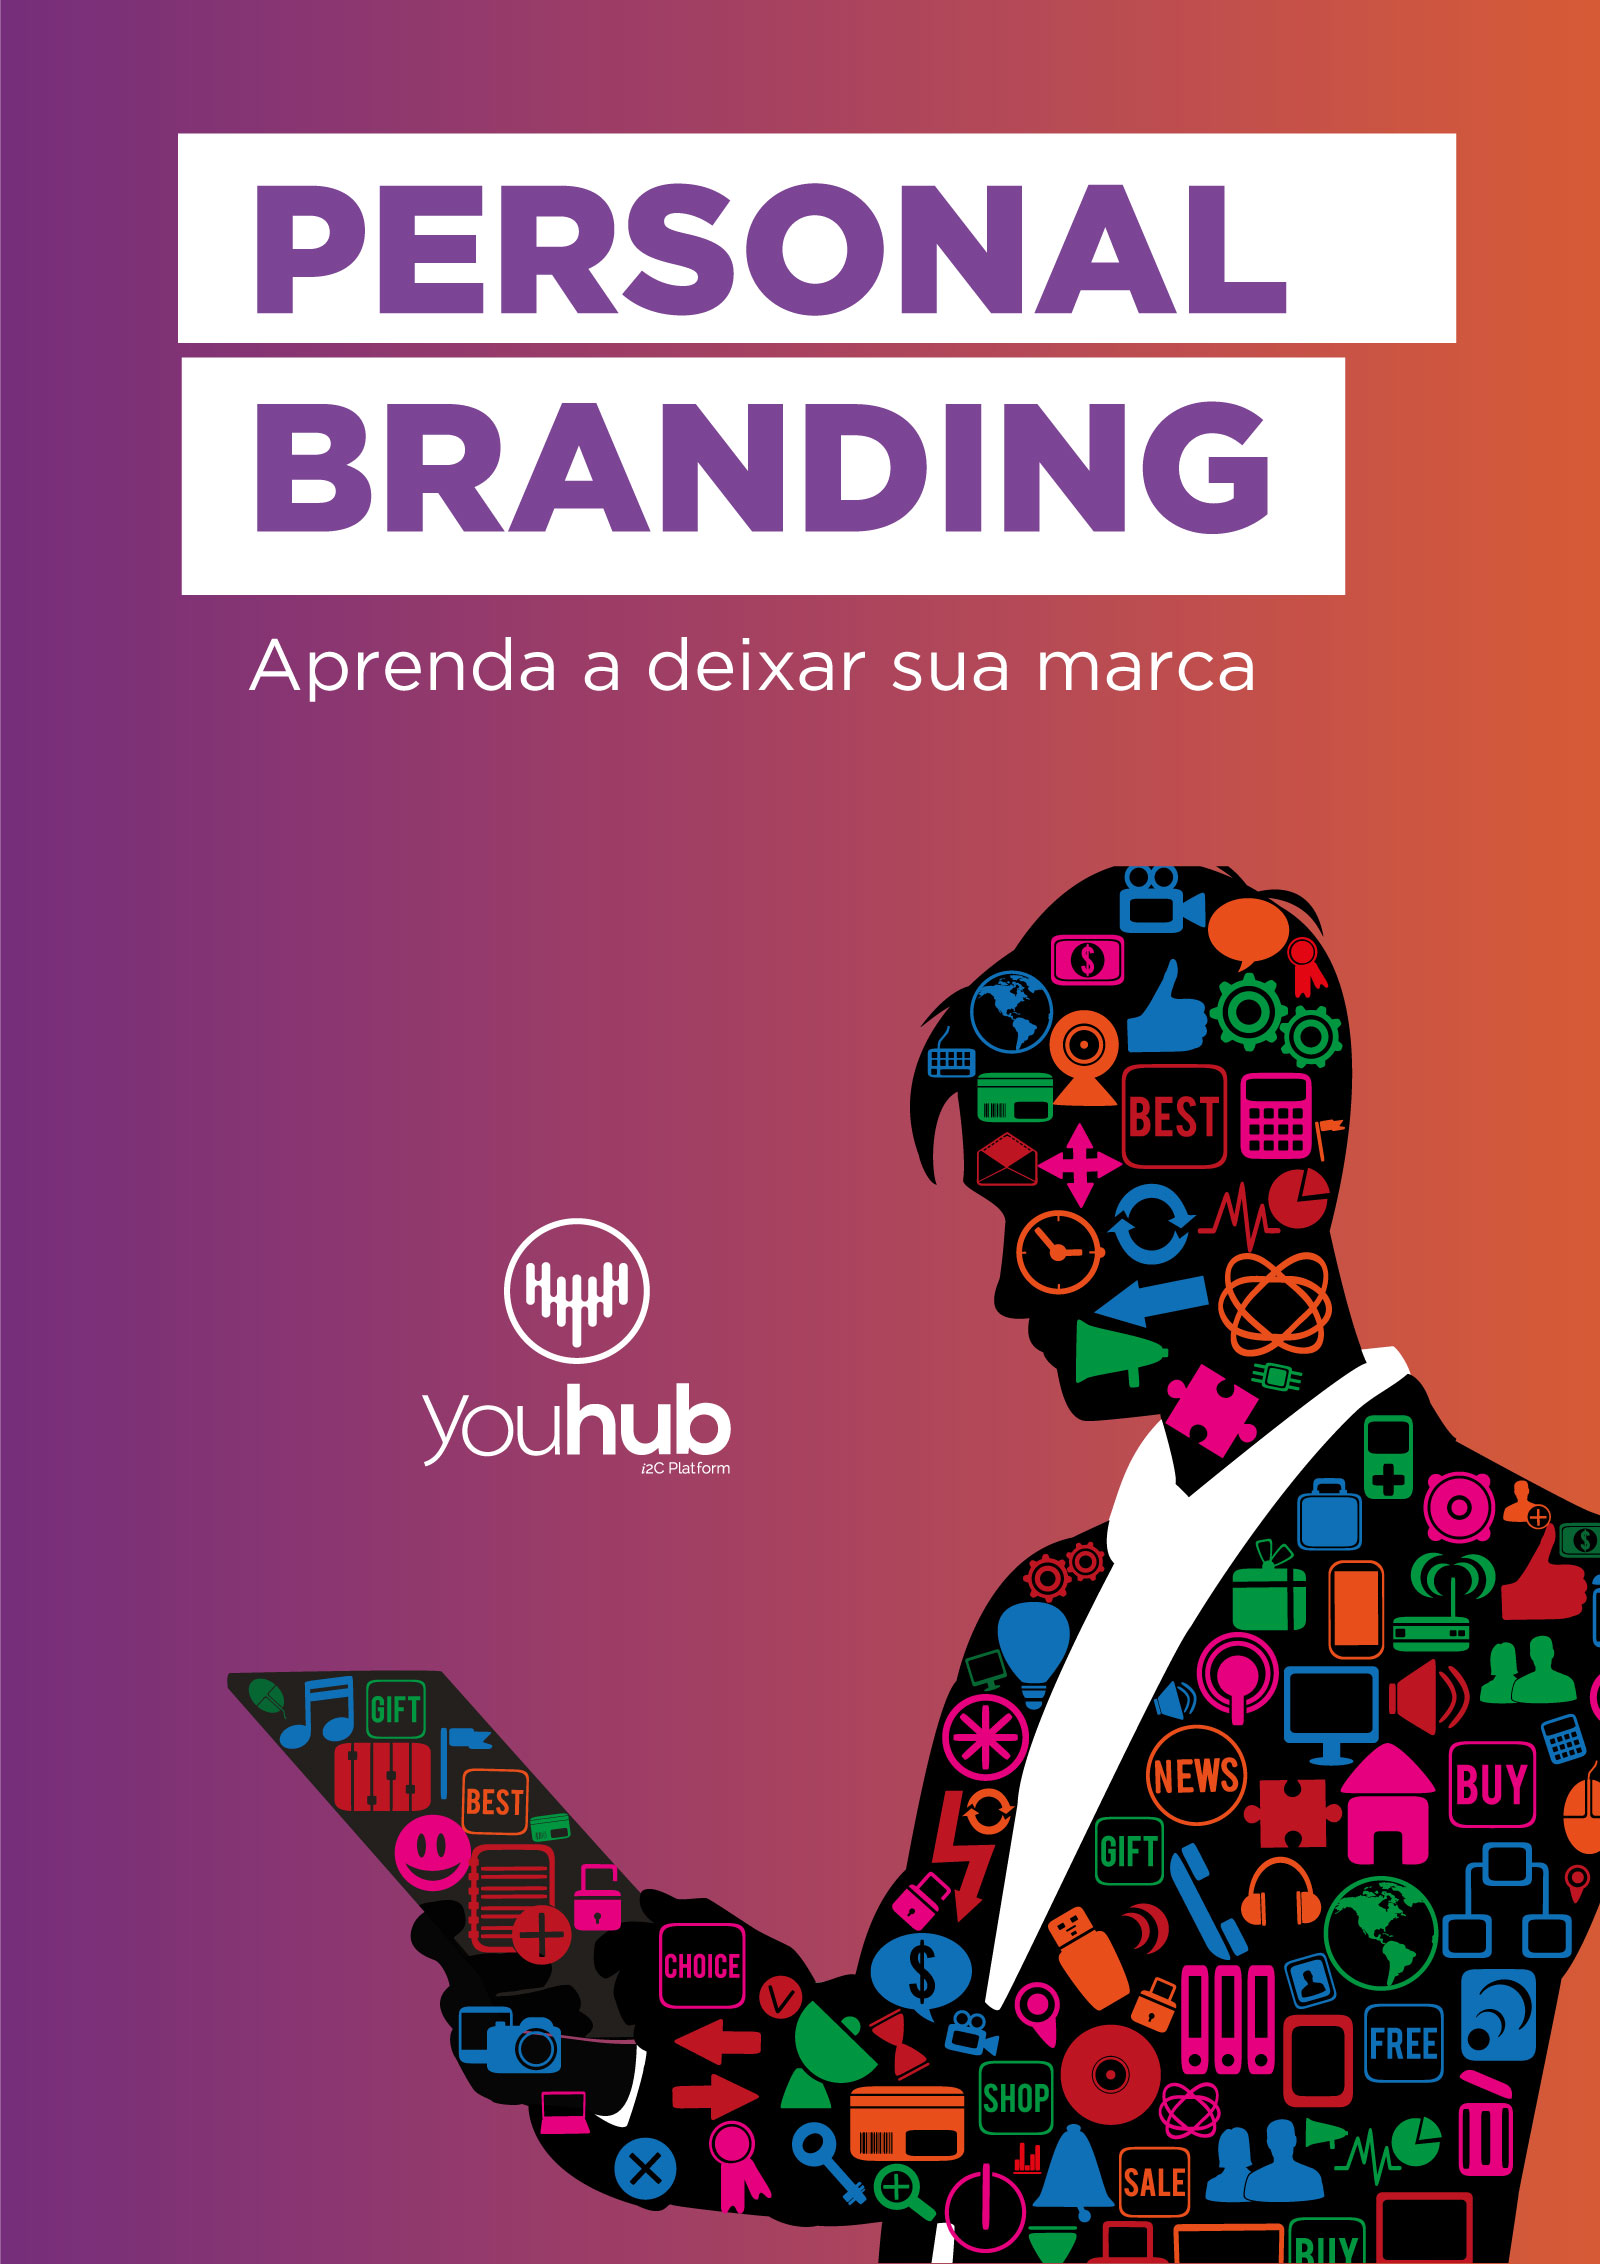 PERSONAL
BRANDING
Aprenda a deixar sua marca
BEST
youhub
i2C Platform
GIFT
BEST
NEWS
BUY
GIFT
CHOICE
FREE
SHOP
SALE
BUY